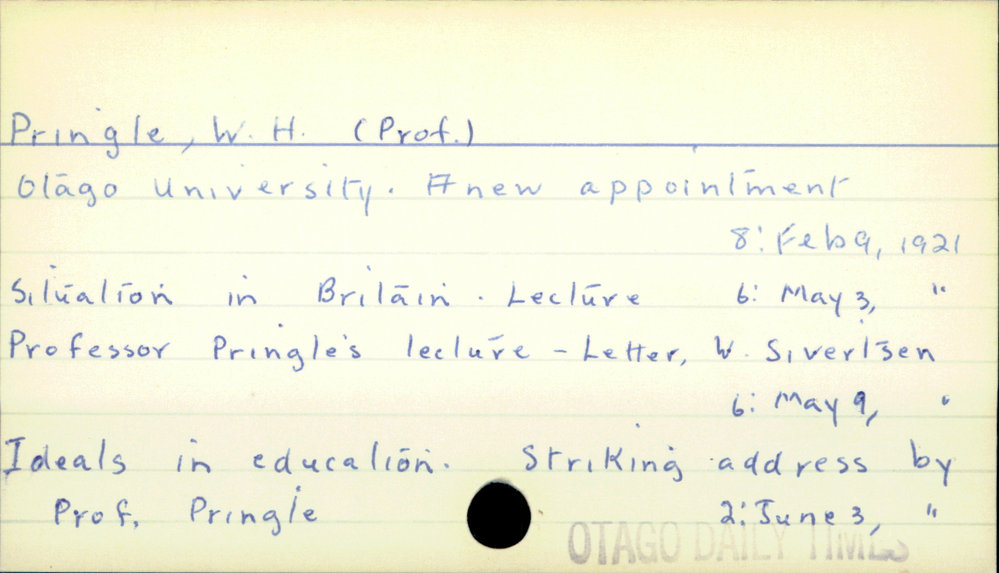 Pringle, W. H. (Prof.)
Otago University. A new appointment
8: Feb 9, 1921
Situation in Britain. Lecture 6: May 3, "
Professor Pringle's lecture - Letter, W. Sivertsen
6: May 9, "
Ideals in education. Striking address by
Prof. Pringle 2: June 3, "
OTAGO DAILY TIMES